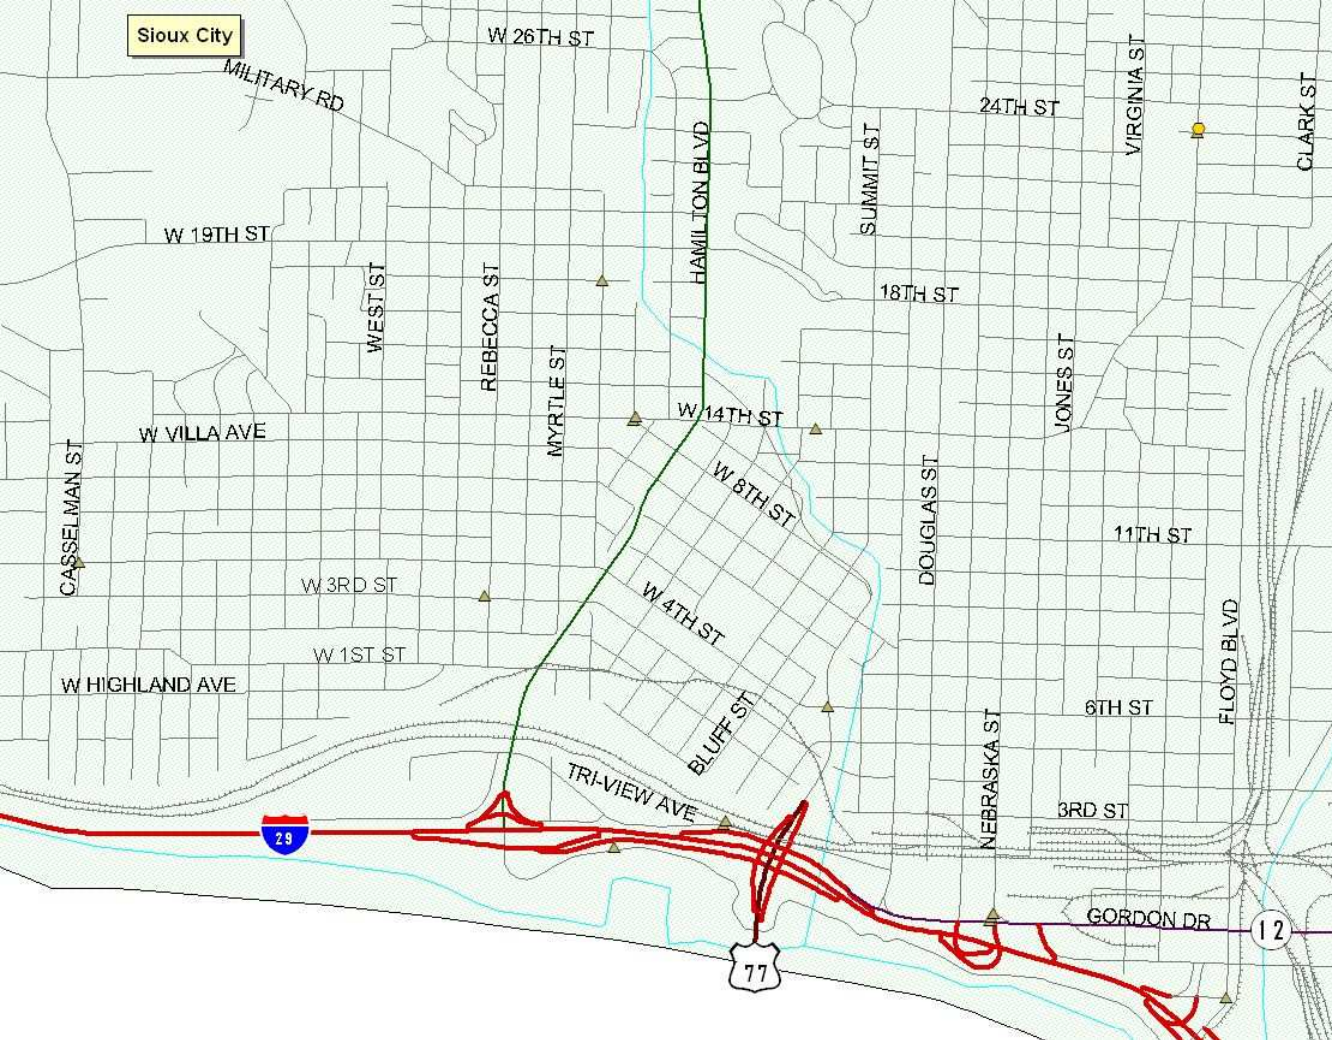 Sioux City
W 26TH ST
MILITARY RD
24TH ST
VIRGINIA ST
CLARK ST
HAMILTON BLVD
SUMMIT ST
W 19TH ST
WEST ST
REBECCA ST
MYRTLE ST
18TH ST
JONES ST
W 14TH ST
W VILLA AVE
CASSELMAN ST
W 8TH ST
DOUGLAS ST
11TH ST
W 3RD ST
W 4TH ST
W 1ST ST
W HIGHLAND AVE
FLOYD BLVD
BLUFF ST
6TH ST
NEBRASKA ST
TRI-VIEW AVE
3RD ST
29
GORDON DR
12
77